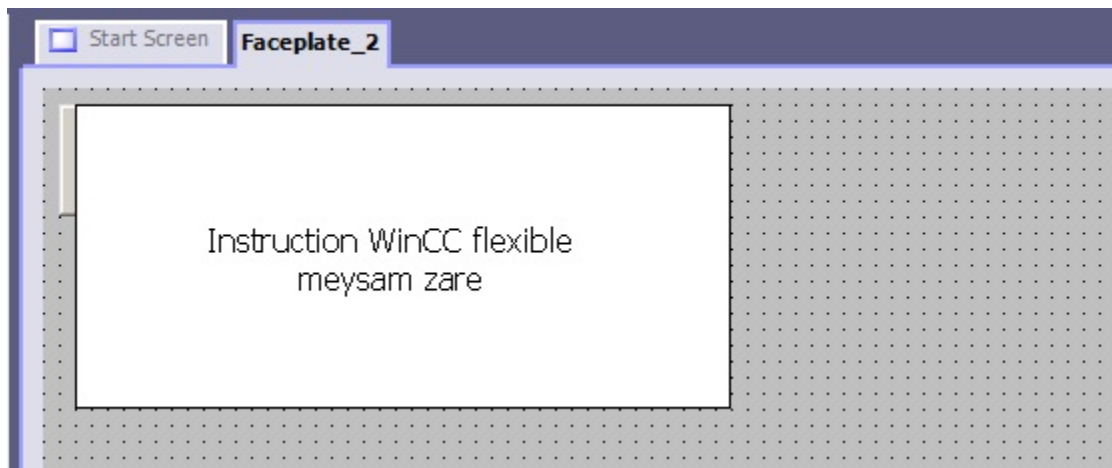 Start Screen
Faceplate_2
Instruction WinCC flexible
meysam zare